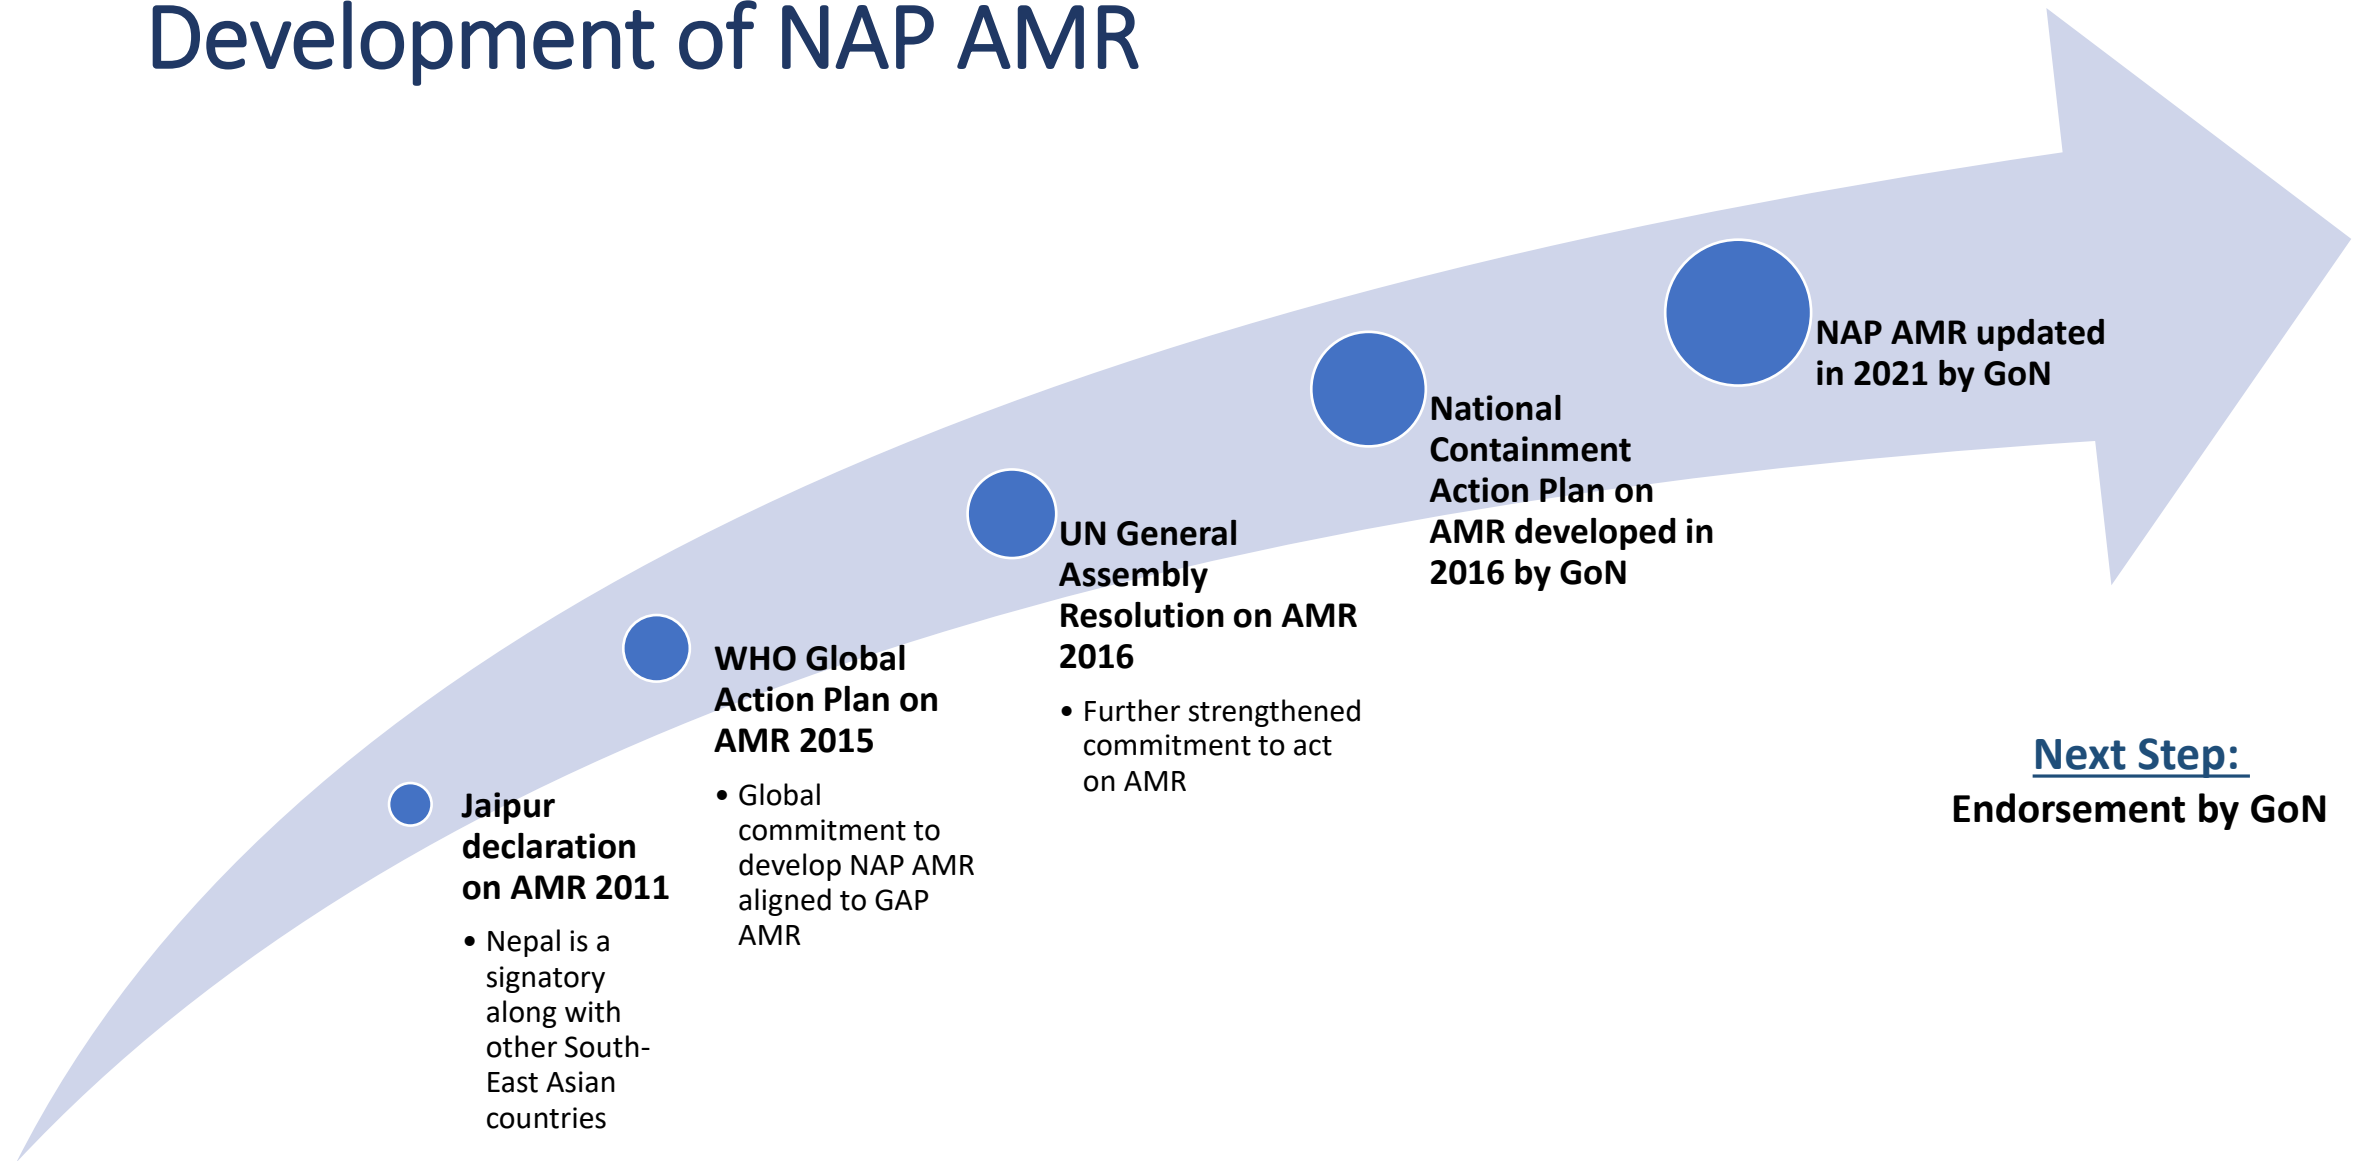 Development of NAP AMR
Jaipur
declaration
on AMR 2011
• Nepal is a
signatory
along with
other South-
East Asian
countries
WHO Global
Action Plan on
AMR 2015
• Global
commitment to
develop NAP AMR
aligned to GAP
AMR
UN General
Assembly
Resolution on AMR
2016
• Further strengthened
commitment to act
on AMR
National
Containment
Action Plan on
AMR developed in
2016 by GoN
NAP AMR updated
in 2021 by GoN
Next Step:
Endorsement by GoN